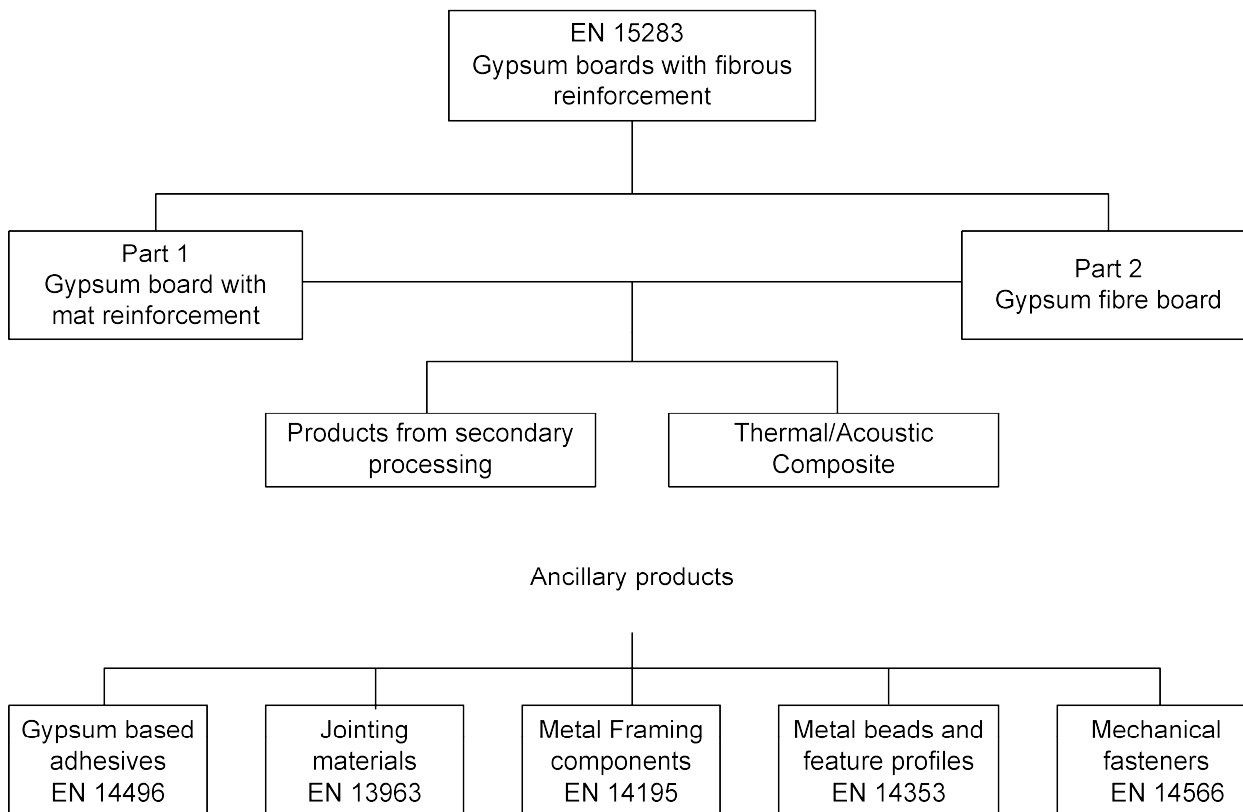 EN 15283
Gypsum boards with fibrous
reinforcement
Part 1
Gypsum board with
mat reinforcement
Part 2
Gypsum fibre board
Products from secondary
processing
Thermal/Acoustic
Composite
Ancillary products
Gypsum based
adhesives
EN 14496
Jointing
materials
EN 13963
Metal Framing
components
EN 14195
Metal beads and
feature profiles
EN 14353
Mechanical
fasteners
EN 14566